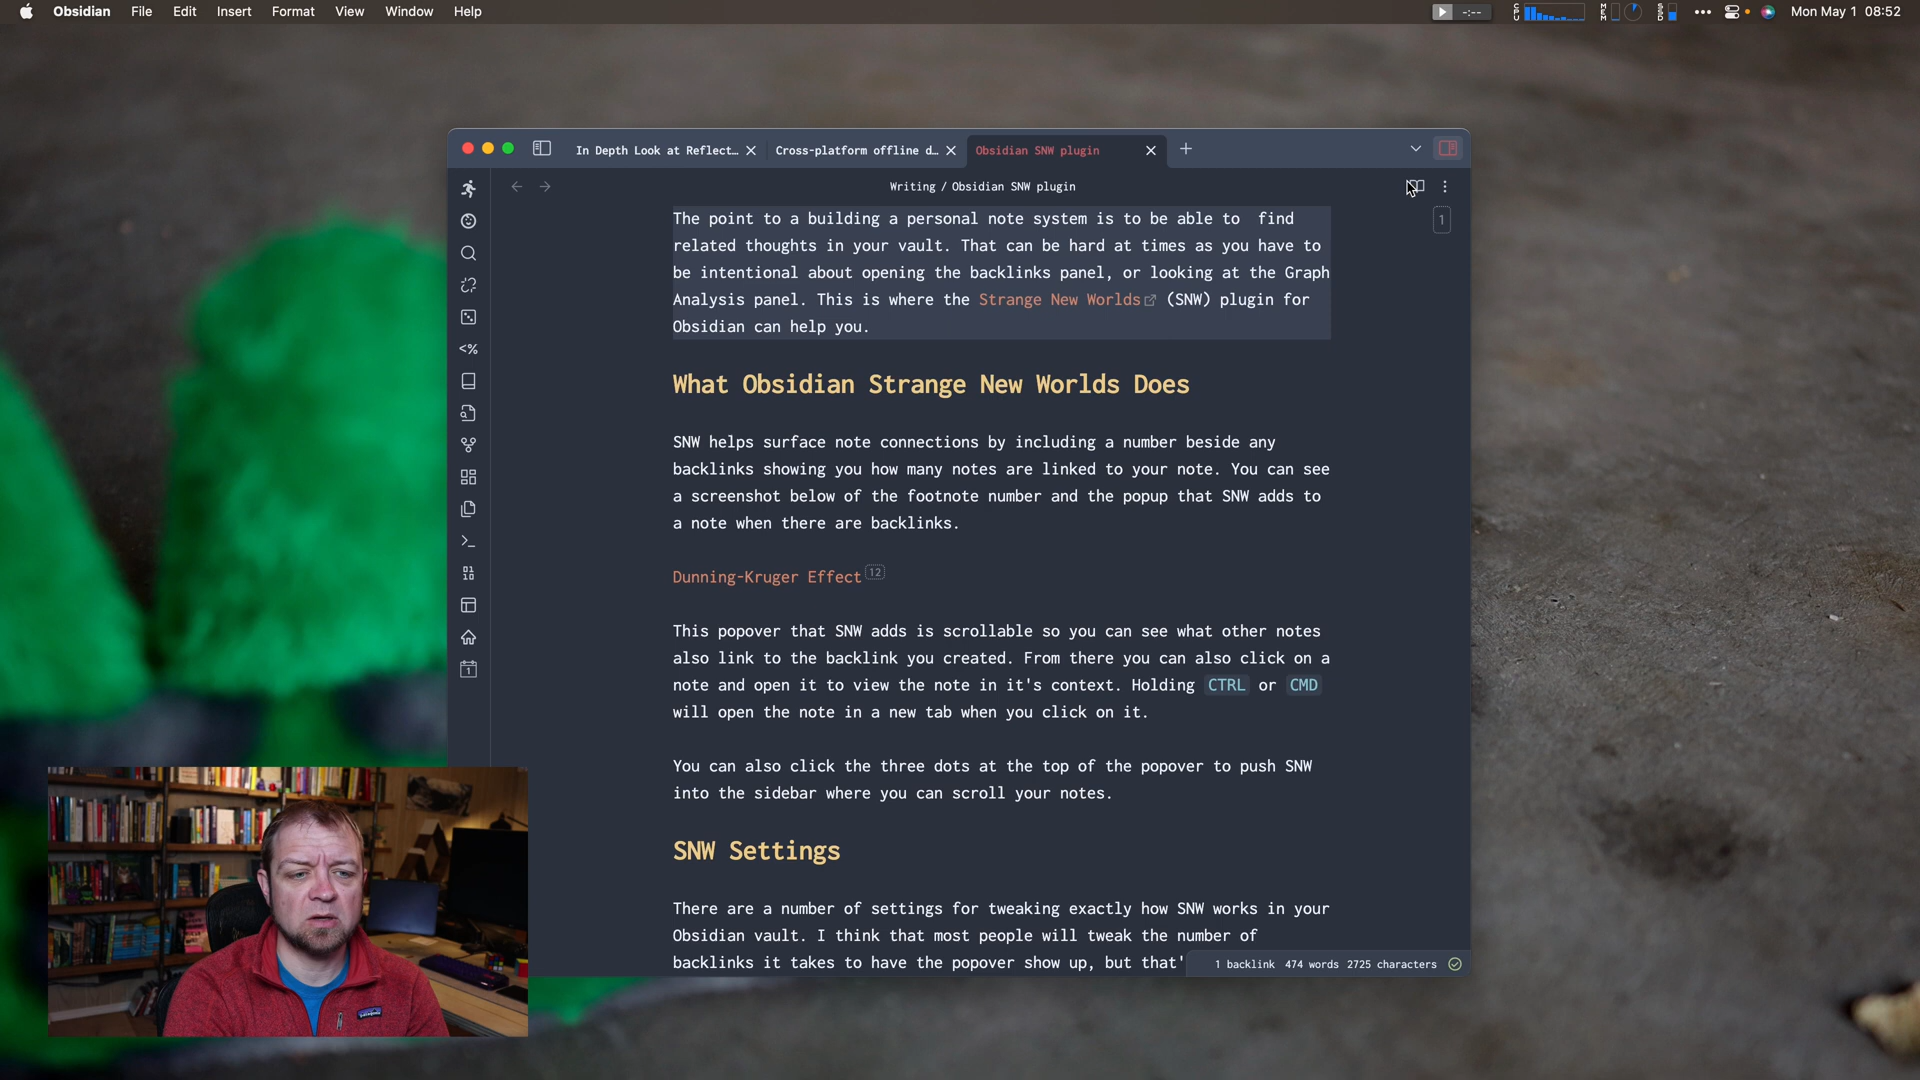 Obsidian File Edit Insert Format View Window Help
-:-- CPU MEM SSD Mon May 1 08:52
In Depth Look at Reflect… Cross-platform offline d… Obsidian SNW plugin
Writing / Obsidian SNW plugin
The point to a building a personal note system is to be able to  find
1
related thoughts in your vault. That can be hard at times as you have to
be intentional about opening the backlinks panel, or looking at the Graph
Analysis panel. This is where the Strange New Worlds (SNW) plugin for
Obsidian can help you.
What Obsidian Strange New Worlds Does
<%
SNW helps surface note connections by including a number beside any
backlinks showing you how many notes are linked to your note. You can see
a screenshot below of the footnote number and the popup that SNW adds to
a note when there are backlinks.
Dunning-Kruger Effect 12
This popover that SNW adds is scrollable so you can see what other notes
also link to the backlink you created. From there you can also click on a
note and open it to view the note in it's context. Holding CTRL or CMD
will open the note in a new tab when you click on it.
You can also click the three dots at the top of the popover to push SNW
into the sidebar where you can scroll your notes.
SNW Settings
There are a number of settings for tweaking exactly how SNW works in your
Obsidian vault. I think that most people will tweak the number of
backlinks it takes to have the popover show up, but that'
1 backlink 474 words 2725 characters
patagonia